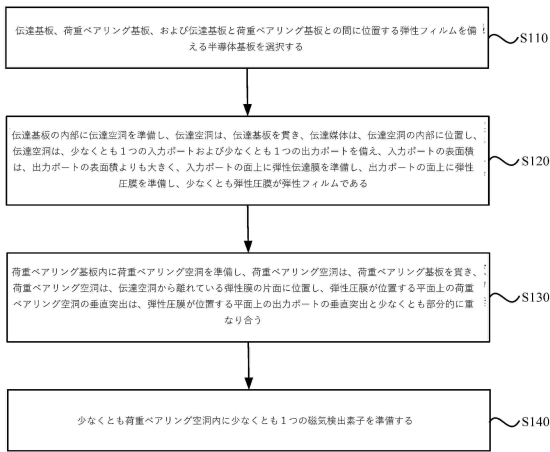 伝達基板、荷重ベアリング基板、および伝達基板と荷重ベアリング基板との間に位置する弾性フィルムを備
える半導体基板を選択する
S110
伝達基板の内部に伝達空洞を準備し、伝達空洞は、伝達基板を貫き、伝達媒体は、伝達空洞の内部に位置し、
伝達空洞は、少なくとも1つの入力ポートおよび少なくとも1つの出力ポートを備え、入力ポートの表面積
は、出力ポートの表面積よりも大きく、入力ポートの面上に弾性伝達膜を準備し、出力ポートの面上に弾性
圧膜を準備し、少なくとも弾性圧膜が弾性フィルムである
S120
荷重ベアリング基板内に荷重ベアリング空洞を準備し、荷重ベアリング空洞は、荷重ベアリング基板を貫き、
荷重ベアリング空洞は、伝達空洞から離れている弾性膜の片面に位置し、弾性圧膜が位置する平面上の荷重
ベアリング空洞の垂直突出は、弾性圧膜が位置する平面上の出力ポートの垂直突出と少なくとも部分的に重
なり合う
S130
少なくとも荷重ベアリング空洞内に少なくとも1つの磁気検出素子を準備する
S140